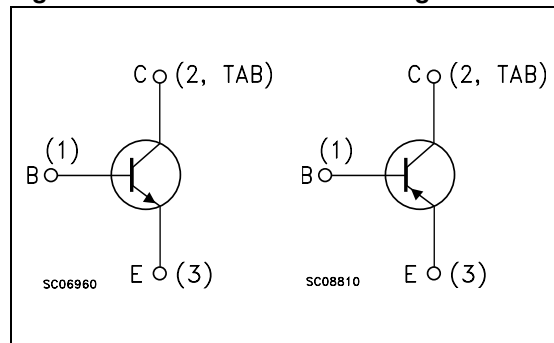 C (2, TAB)
(1)
B
E (3)
SC06960
C (2, TAB)
(1)
B
E (3)
SC08810